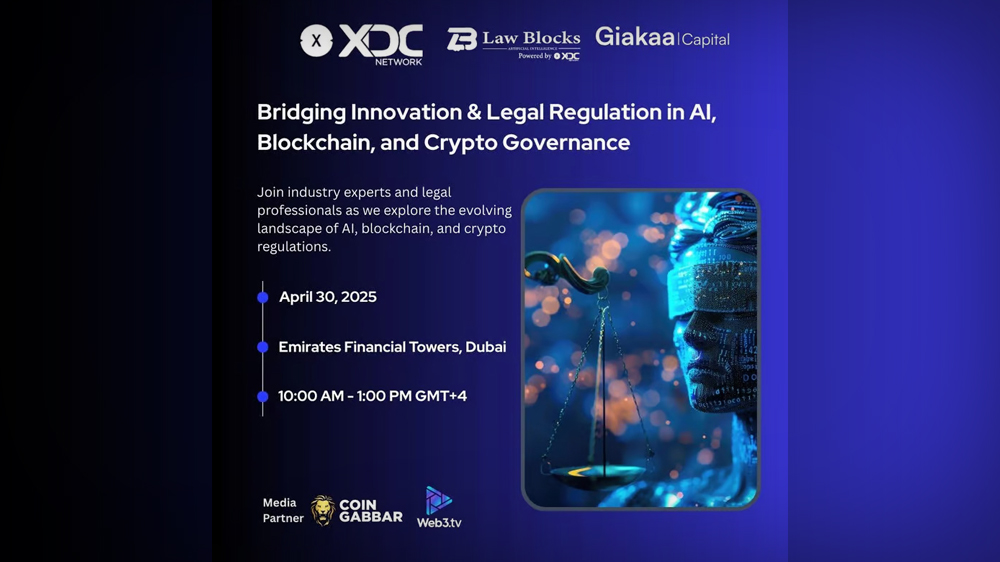 X XDC NETWORK
Law Blocks
ARTIFICIAL INTELLIGENCE
Powered by XDC
Giakaa | Capital
Bridging Innovation & Legal Regulation in AI,
Blockchain, and Crypto Governance
Join industry experts and legal
professionals as we explore the evolving
landscape of AI, blockchain, and crypto
regulations.
April 30, 2025
Emirates Financial Towers, Dubai
10:00 AM - 1:00 PM GMT+4
Media
Partner
COIN
GABBAR
Web3.tv